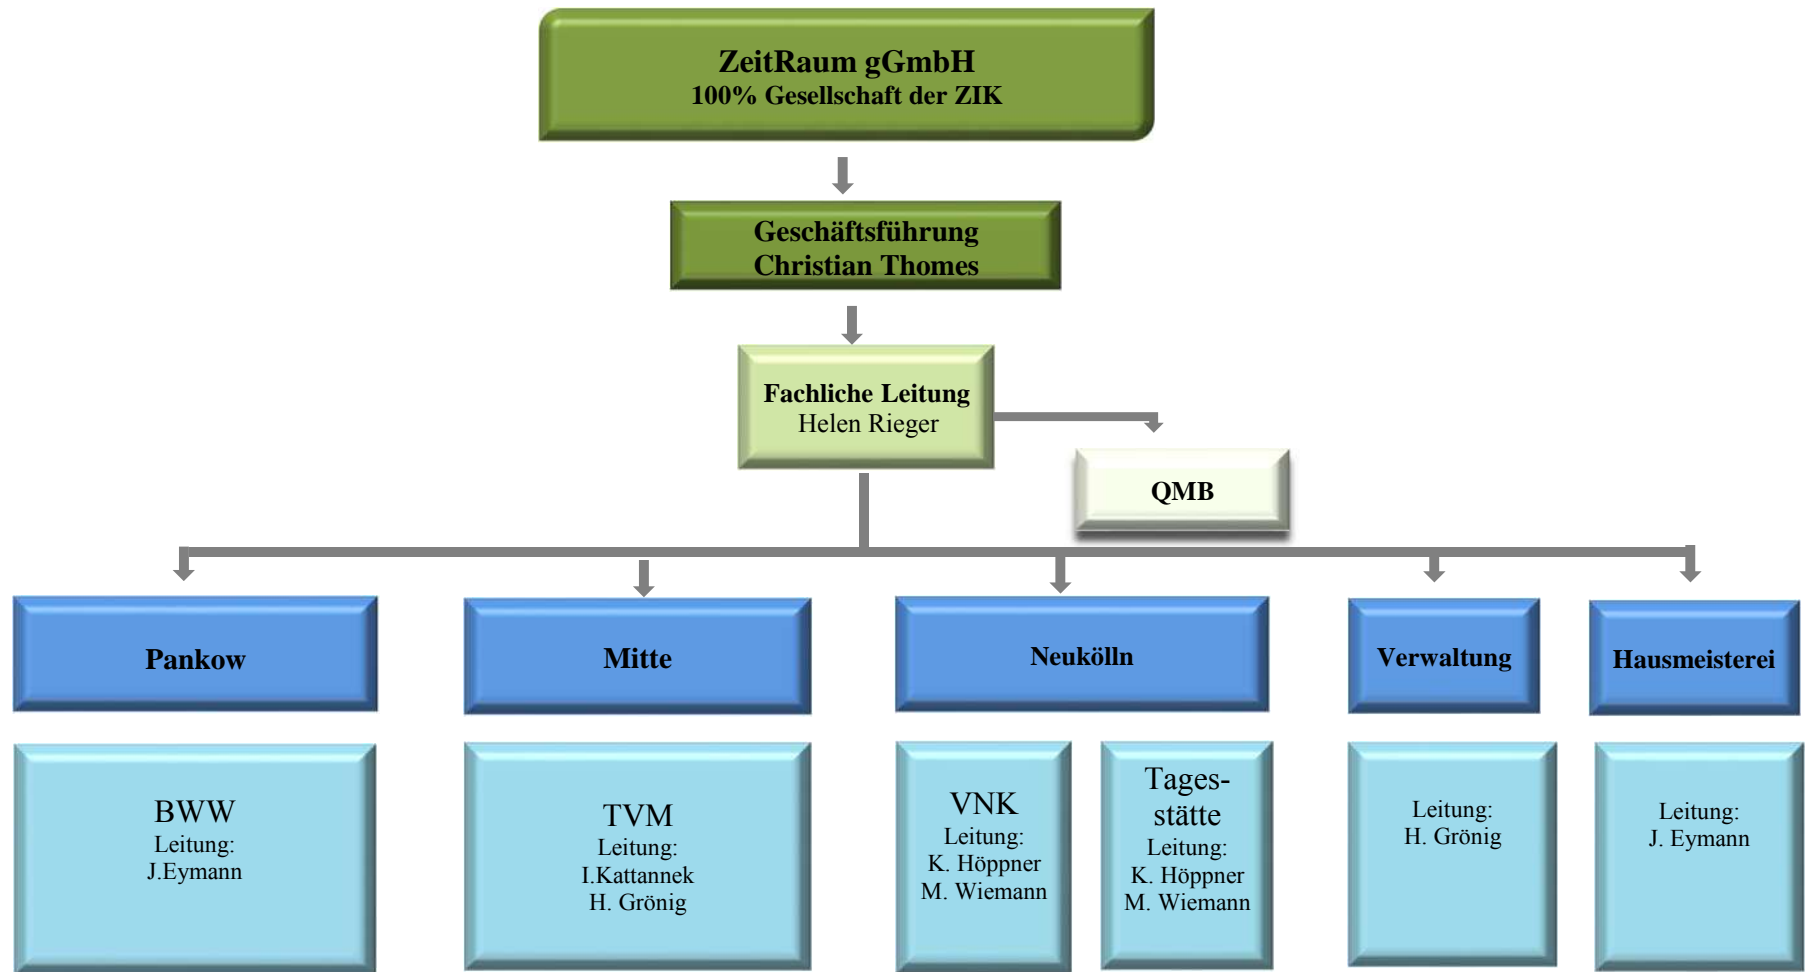 ZeitRaum gGmbH
100% Gesellschaft der ZIK
Geschäftsführung
Christian Thomes
Fachliche Leitung
Helen Rieger
QMB
Pankow
Mitte
Neukölln
Verwaltung
Hausmeisterei
BWW
Leitung:
J.Eymann
TVM
Leitung:
I.Kattannek
H. Grönig
VNK
Leitung:
K. Höppner
M. Wiemann
Tages-
stätte
Leitung:
K. Höppner
M. Wiemann
Leitung:
H. Grönig
Leitung:
J. Eymann